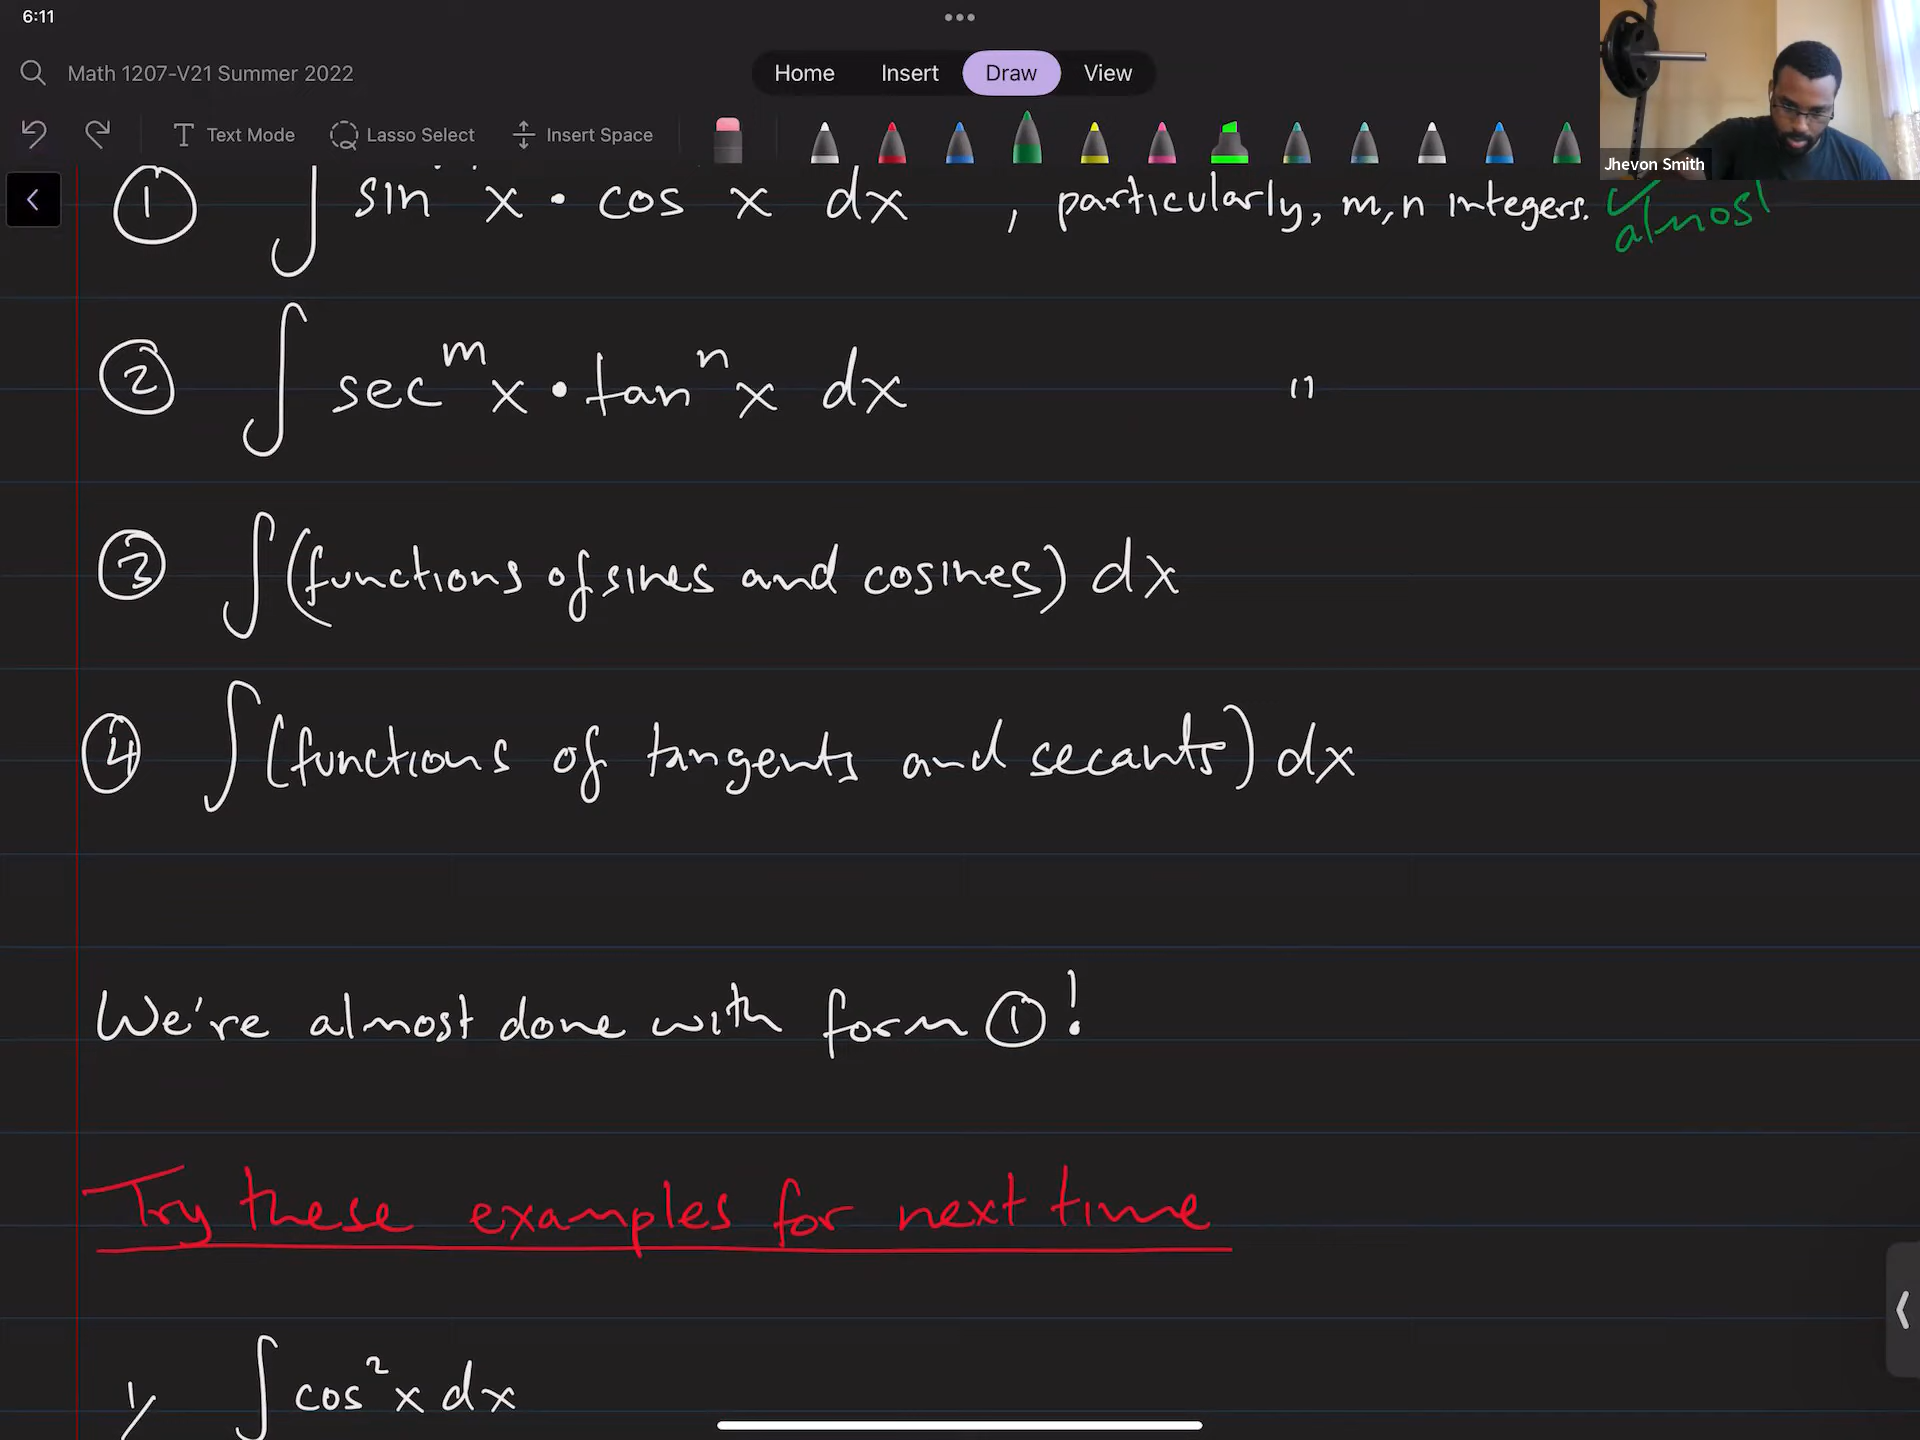 6:11
Math 1207-V21 Summer 2022
Home Insert Draw View
Text Mode Lasso Select Insert Space
Jhevon Smith
① ∫ sin x · cos x dx , particularly, m, n integers. ✓ almost
② ∫ sec^m x · tan^n x dx "
③ ∫ (functions of sines and cosines) dx
④ ∫ (functions of tangents and secants) dx
We're almost done with form ①!
Try these examples for next time
1/ ∫ cos² x dx